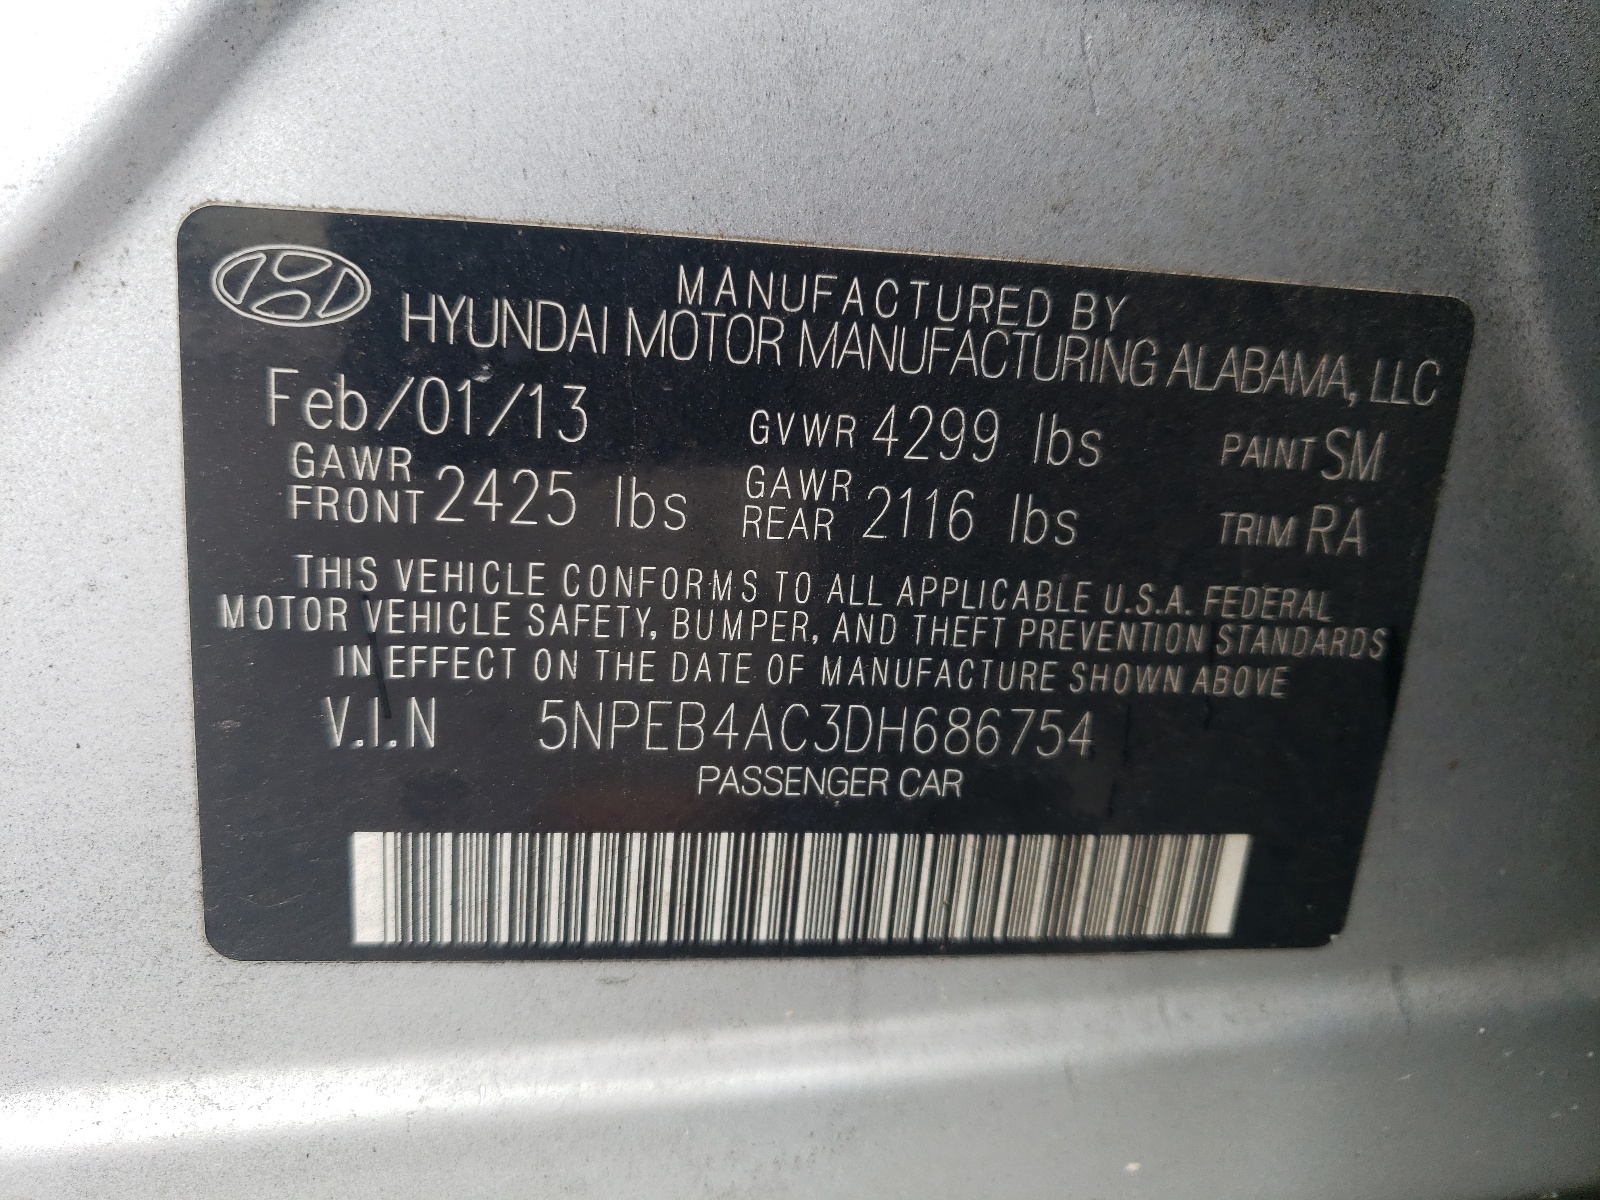 MANUFACTURED BY
HYUNDAI MOTOR MANUFACTURING ALABAMA, LLC
Feb/01/13 GVWR 4299 lbs PAINT SM
GAWR FRONT 2425 lbs GAWR REAR 2116 lbs TRIM RA
THIS VEHICLE CONFORMS TO ALL APPLICABLE U.S.A. FEDERAL
MOTOR VEHICLE SAFETY, BUMPER, AND THEFT PREVENTION STANDARDS
IN EFFECT ON THE DATE OF MANUFACTURE SHOWN ABOVE
V.I.N 5NPEB4AC3DH686754
PASSENGER CAR